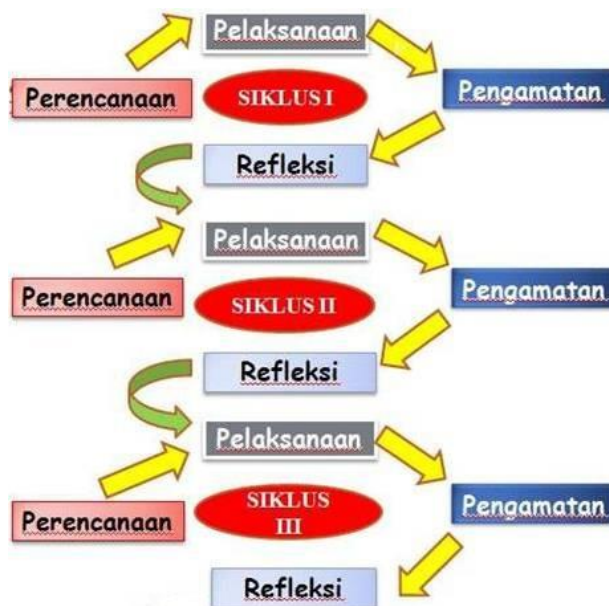 Pelaksanaan
Perencanaan
SIKLUS I
Pengamatan
Refleksi
Pelaksanaan
Perencanaan
SIKLUS II
Pengamatan
Refleksi
Pelaksanaan
Perencanaan
SIKLUS
III
Pengamatan
Refleksi